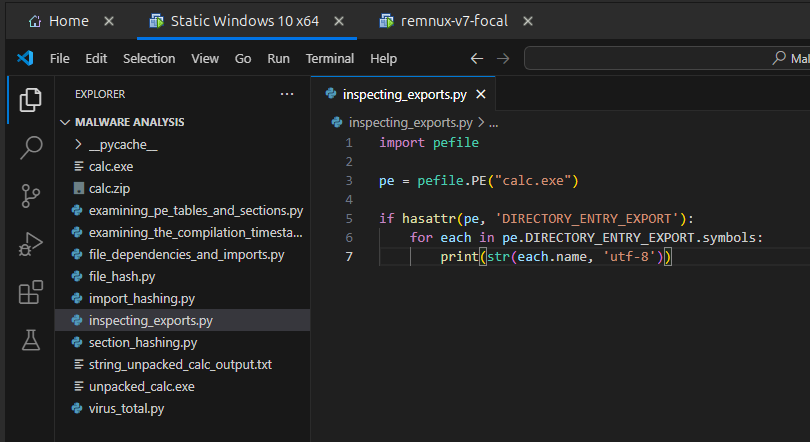 Home Static Windows 10 x64 remnux-v7-focal
File Edit Selection View Go Run Terminal Help Mal
EXPLORER ...
MALWARE ANALYSIS
__pycache__
calc.exe
calc.zip
examining_pe_tables_and_sections.py
examining_the_compilation_timesta...
file_dependencies_and_imports.py
file_hash.py
import_hashing.py
inspecting_exports.py
section_hashing.py
string_unpacked_calc_output.txt
unpacked_calc.exe
virus_total.py
inspecting_exports.py
inspecting_exports.py > ...
1 import pefile
2
3 pe = pefile.PE("calc.exe")
4
5 if hasattr(pe, 'DIRECTORY_ENTRY_EXPORT'):
6 for each in pe.DIRECTORY_ENTRY_EXPORT.symbols:
7 print(str(each.name, 'utf-8'))